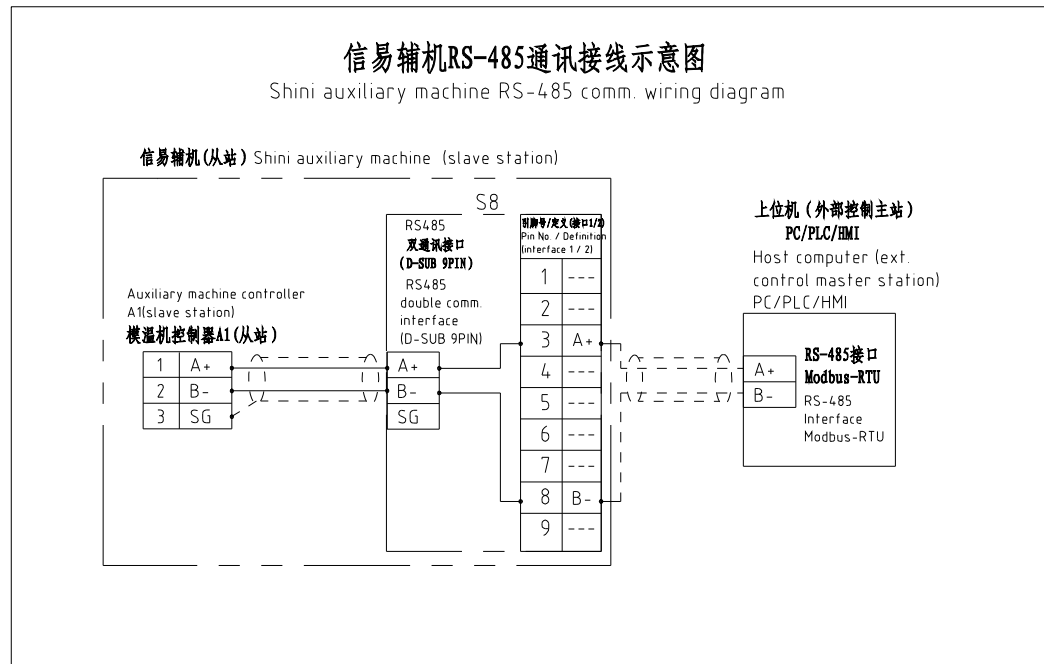 信易辅机RS-485通讯接线示意图
Shini auxiliary machine RS-485 comm. wiring diagram
信易辅机(从站) Shini auxiliary machine (slave station)
S8
RS485
双通讯接口
(D-SUB 9PIN)
RS485
double comm.
interface
(D-SUB 9PIN)
引脚号/定义(接口1/2)
Pin No. / Definition
(interface 1 / 2)
1 ---
2 ---
3 A+
4 ---
5 ---
6 ---
7 ---
8 B-
9 ---
Auxiliary machine controller
A1(slave station)
模温机控制器A1(从站)
1 A+
2 B-
3 SG
A+
B-
SG
上位机（外部控制主站）
PC/PLC/HMI
Host computer (ext.
control master station)
PC/PLC/HMI
A+
B-
RS-485接口
Modbus-RTU
RS-485
Interface
Modbus-RTU